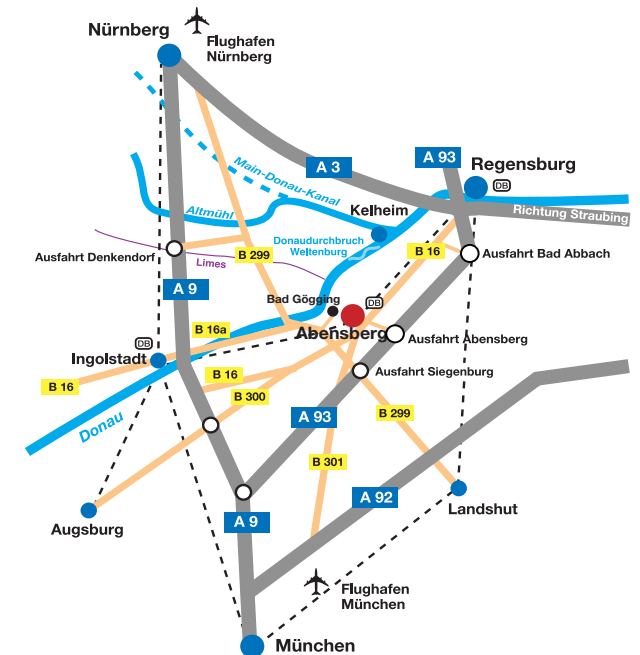 Nürnberg
Flughafen
Nürnberg
A 3
A 93
Regensburg
DB
Main-Donau-Kanal
Altmühl
Kelheim
Richtung Straubing
Donaudurchbruch
Weltenburg
B 16
Ausfahrt Bad Abbach
Ausfahrt Denkendorf
Limes
B 299
A 9
Bad Gögging
DB
B 16a
Abensberg
Ausfahrt Abensberg
DB
Ingolstadt
B 16
B 16
Ausfahrt Siegenburg
B 300
Donau
A 93
B 299
B 301
A 92
Landshut
Augsburg
A 9
Flughafen
München
München